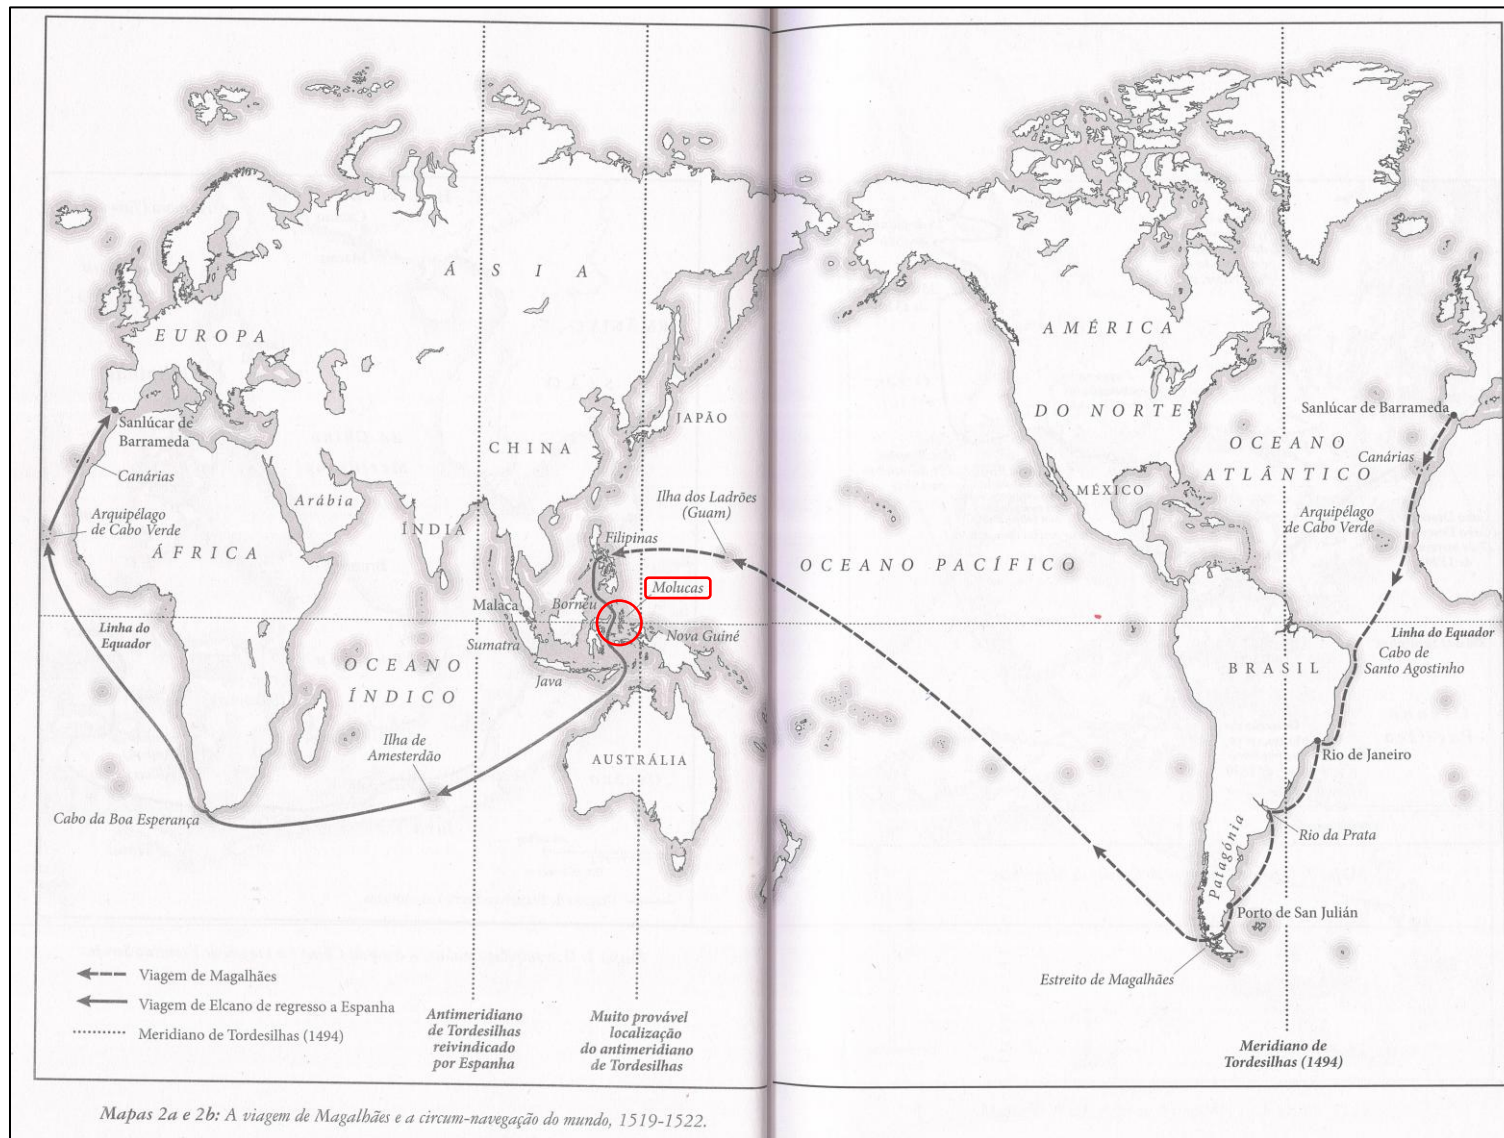 Á S I A
EUROPA
JAPÃO
Sanlúcar de
Barrameda
CHINA
Canárias
Arábia
Ilha dos Ladrões
(Guam)
Arquipélago
de Cabo Verde
ÍNDIA
ÁFRICA
Filipinas
Molucas
Malaca
Bornéu
Linha do
Equador
Sumatra
Nova Guiné
OCEANO
ÍNDICO
Java
Ilha de
Amesterdão
AUSTRÁLIA
Cabo da Boa Esperança
Viagem de Magalhães
Viagem de Elcano de regresso a Espanha
Meridiano de Tordesilhas (1494)
Antimeridiano
de Tordesilhas
reivindicado
por Espanha
Muito provável
localização
do antimeridiano
de Tordesilhas
AMÉRICA
DO NORTE
Sanlúcar de Barrameda
OCEANO
ATLÂNTICO
Canárias
MÉXICO
Arquipélago
de Cabo Verde
OCEANO PACÍFICO
Linha do Equador
Cabo de
Santo Agostinho
BRASIL
Rio de Janeiro
Rio da Prata
Patagónia
Porto de San Julián
Estreito de Magalhães
Meridiano de
Tordesilhas (1494)
Mapas 2a e 2b: A viagem de Magalhães e a circum-navegação do mundo, 1519-1522.